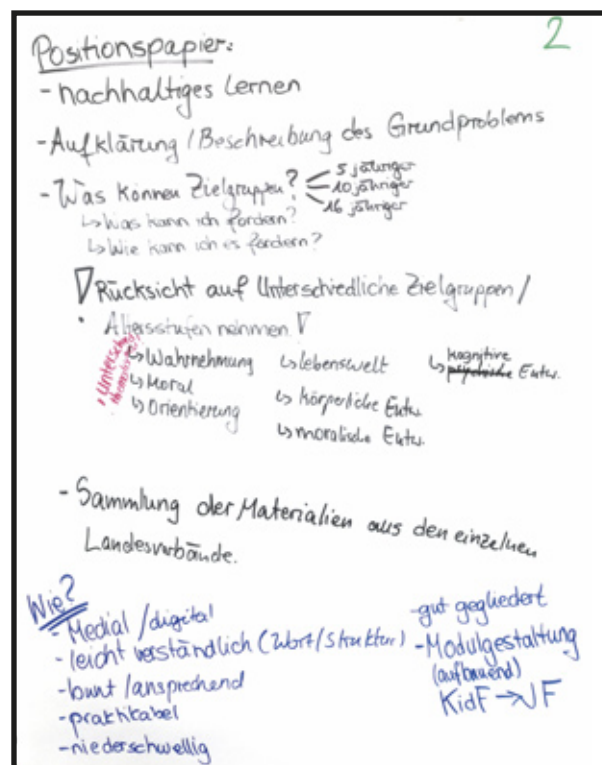 2
Positionspapier:
- nachhaltiges Lernen
- Aufklärung / Beschreibung des Grundproblems
- Was können Zielgruppen? 5 jähriger
10 jähriger
16 jähriger
↳ Was kann ich fordern?
↳ Wie kann ich es fordern?
! Rücksicht auf Unterschiedliche Zielgruppen /
Altersstufen nehmen!
↳ Wahrnehmung ↳ Lebenswelt ↳ kognitive
↳ Moral psychische Entw.
↳ Orientierung ↳ körperliche Entw.
↳ moralische Entw.
- Sammlung der Materialien aus den einzelnen
Landesverbände.
Wie?
- Medial / digital - gut gegliedert
- leicht verständlich (Wort/Struktur) - Modulgestaltung
- bunt / ansprechend (aufbauend)
- praktikabel KidF → JF
- niederschwellig